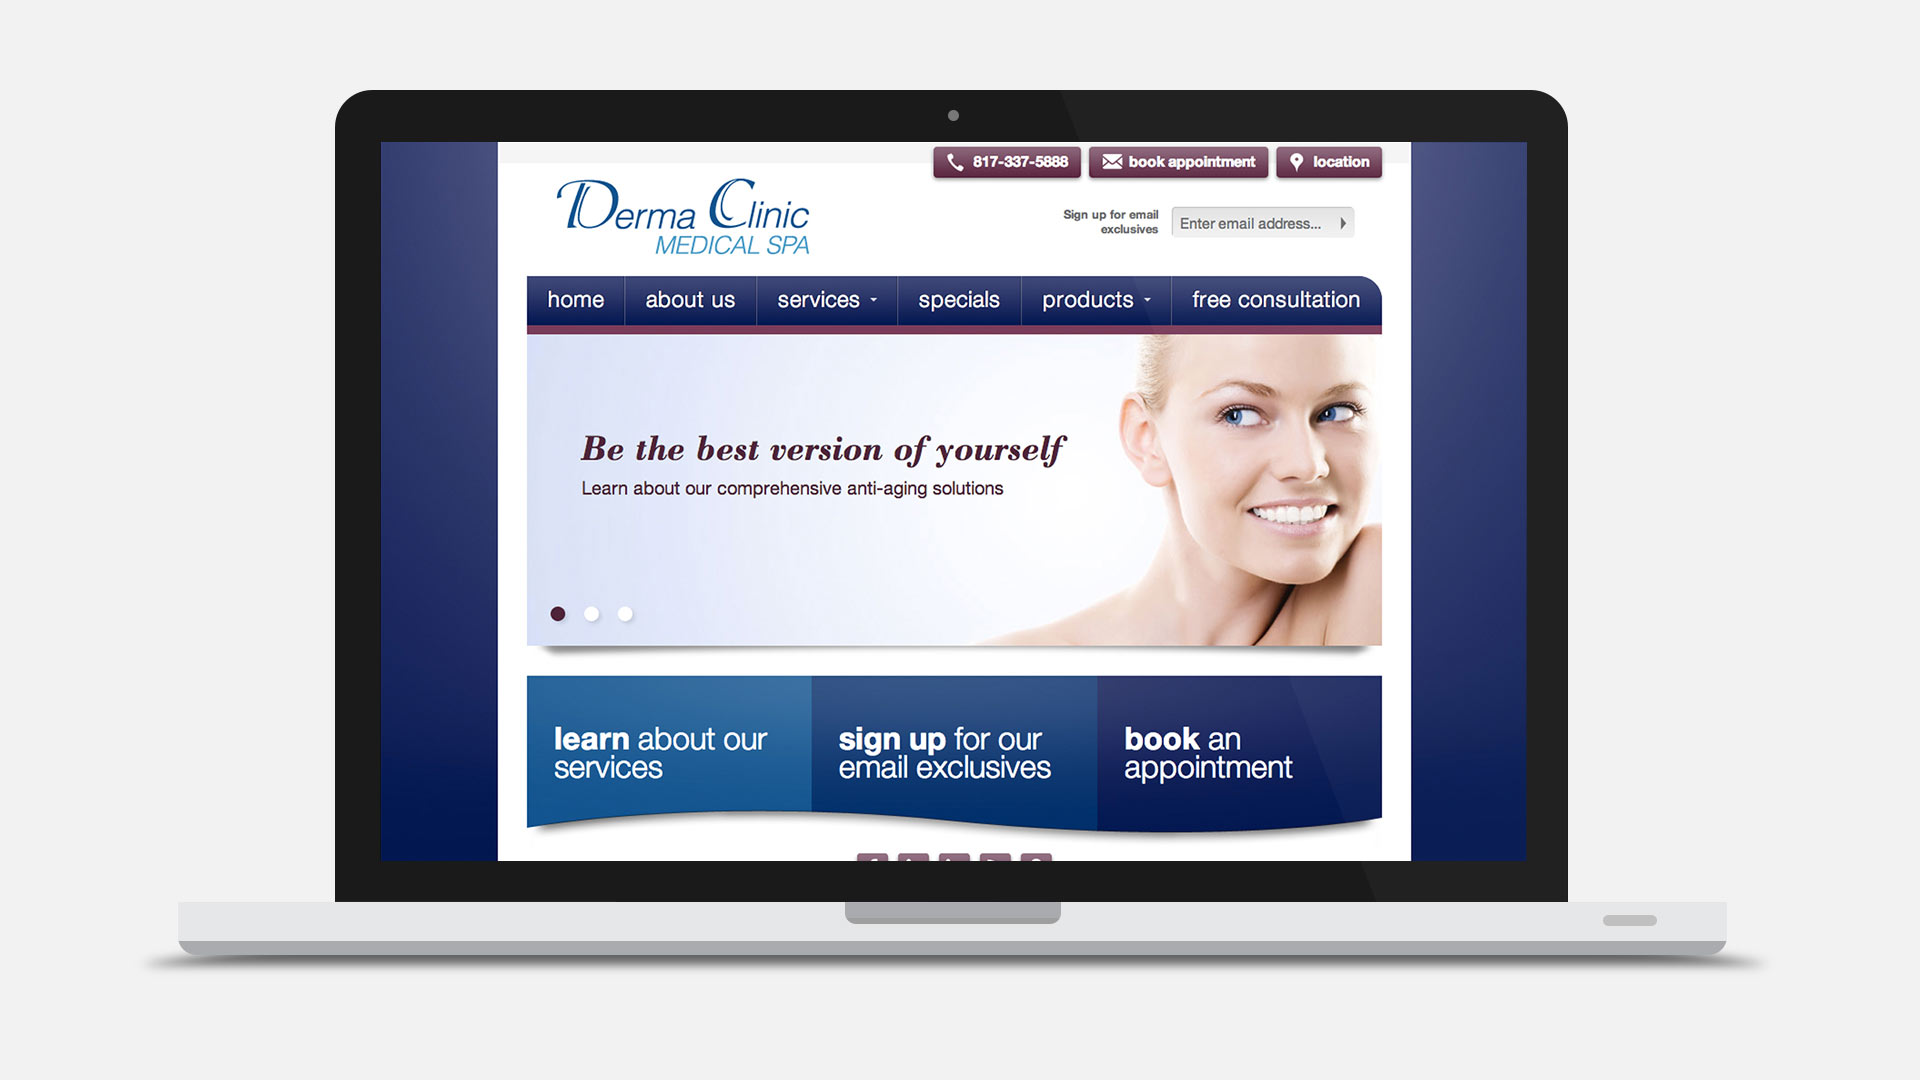 817-337-5888
book appointment
location
Derma Clinic
MEDICAL SPA
Sign up for email
exclusives
Enter email address...
home
about us
services
specials
products
free consultation
Be the best version of yourself
Learn about our comprehensive anti-aging solutions
learn about our
services
sign up for our
email exclusives
book an
appointment